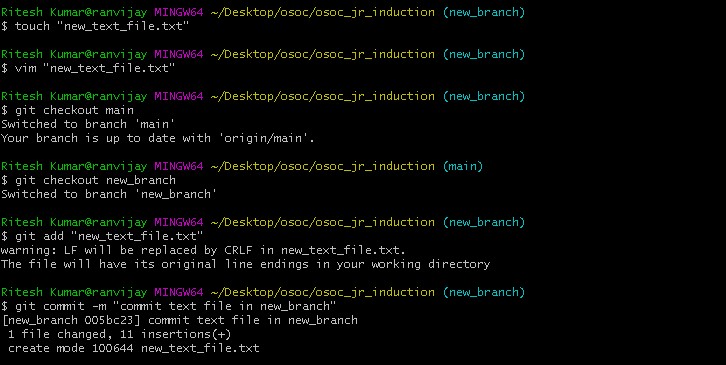 Ritesh Kumar@ranvijay MINGW64 ~/Desktop/osoc/osoc_jr_induction (new_branch)
$ touch "new_text_file.txt"
Ritesh Kumar@ranvijay MINGW64 ~/Desktop/osoc/osoc_jr_induction (new_branch)
$ vim "new_text_file.txt"
Ritesh Kumar@ranvijay MINGW64 ~/Desktop/osoc/osoc_jr_induction (new_branch)
$ git checkout main
Switched to branch 'main'
Your branch is up to date with 'origin/main'.
Ritesh Kumar@ranvijay MINGW64 ~/Desktop/osoc/osoc_jr_induction (main)
$ git checkout new_branch
Switched to branch 'new_branch'
Ritesh Kumar@ranvijay MINGW64 ~/Desktop/osoc/osoc_jr_induction (new_branch)
$ git add "new_text_file.txt"
warning: LF will be replaced by CRLF in new_text_file.txt.
The file will have its original line endings in your working directory
Ritesh Kumar@ranvijay MINGW64 ~/Desktop/osoc/osoc_jr_induction (new_branch)
$ git commit -m "commit text file in new_branch"
[new_branch 005bc23] commit text file in new_branch
 1 file changed, 11 insertions(+)
 create mode 100644 new_text_file.txt